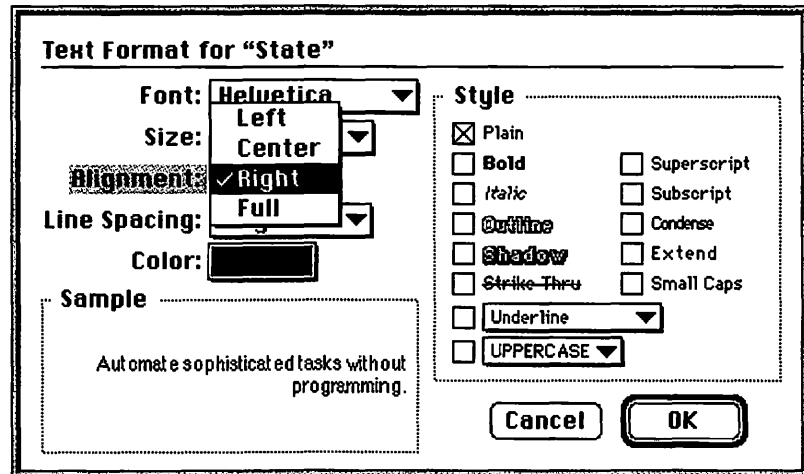 Text Format for “State”
Font: Helvetica
Size:
Left
Center
Alignment: ✓Right
Full
Line Spacing:
Color:
Sample
Automate sophisticated tasks without
programming.
Style
Plain
Bold
Superscript
Italic
Subscript
Outline
Condense
Shadow
Extend
Strike Thru
Small Caps
Underline
UPPERCASE
Cancel
OK